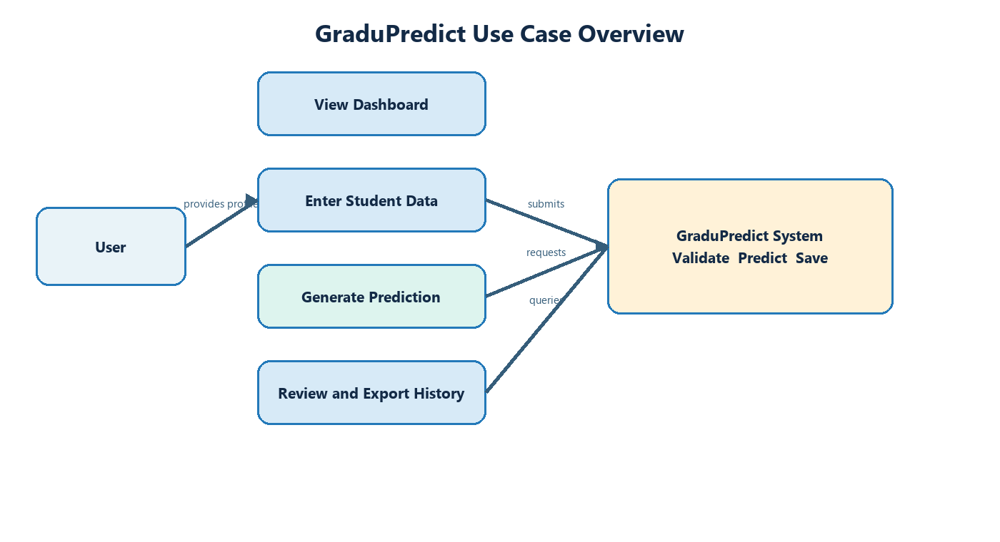 GraduPredict Use Case Overview
View Dashboard
Enter Student Data
provides
submits
User
GraduPredict System
Validate Predict Save
requests
Generate Prediction
queries
Review and Export History